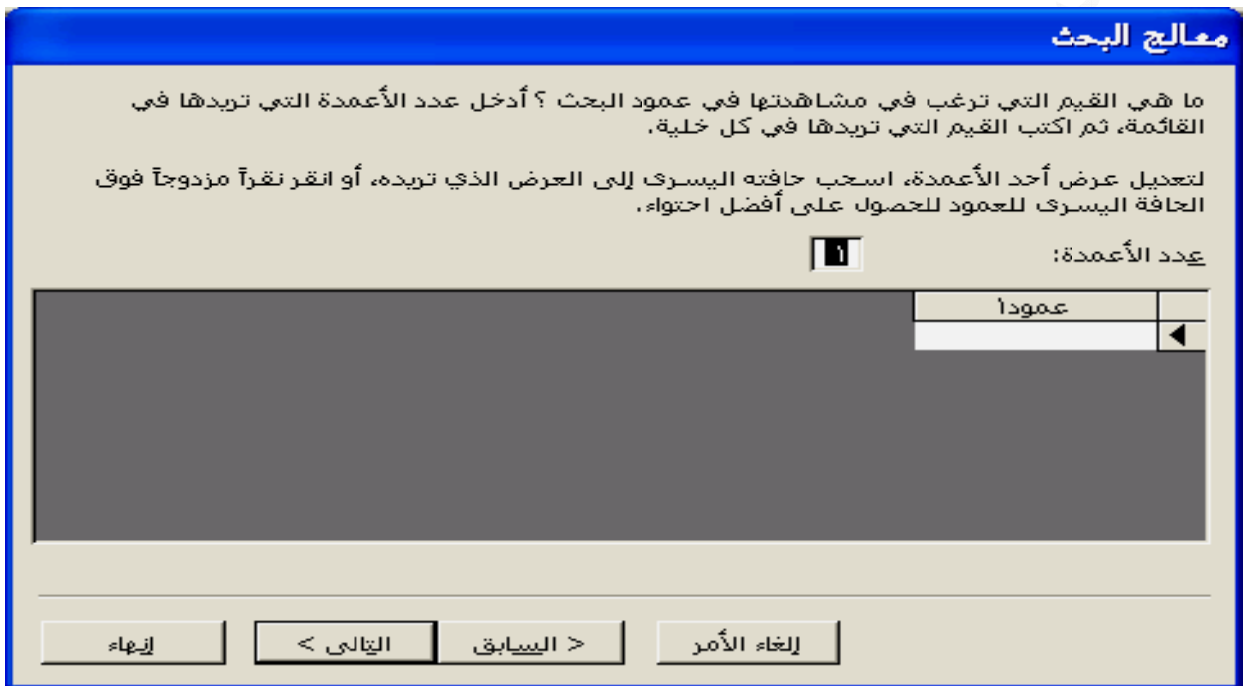 معالج البحث
ما هي القيم التي ترغب في مشاهدتها في عمود البحث ؟ أدخل عدد الأعمدة التي تريدها في
القائمة، ثم اكتب القيم التي تريدها في كل خلية.
لتعديل عرض أحد الأعمدة، اسحب حافته اليسرى إلى العرض الذي تريده، أو انقر نقراً مزدوجاً فوق
الحافة اليسرى للعمود للحصول على أفضل احتواء.
عدد الأعمدة: ١
عمود١
إلغاء الأمر < السابق التالي > إنهاء